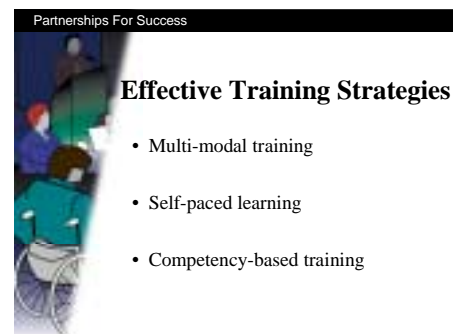 Partnerships For Success
Effective Training Strategies
• Multi-modal training
• Self-paced learning
• Competency-based training